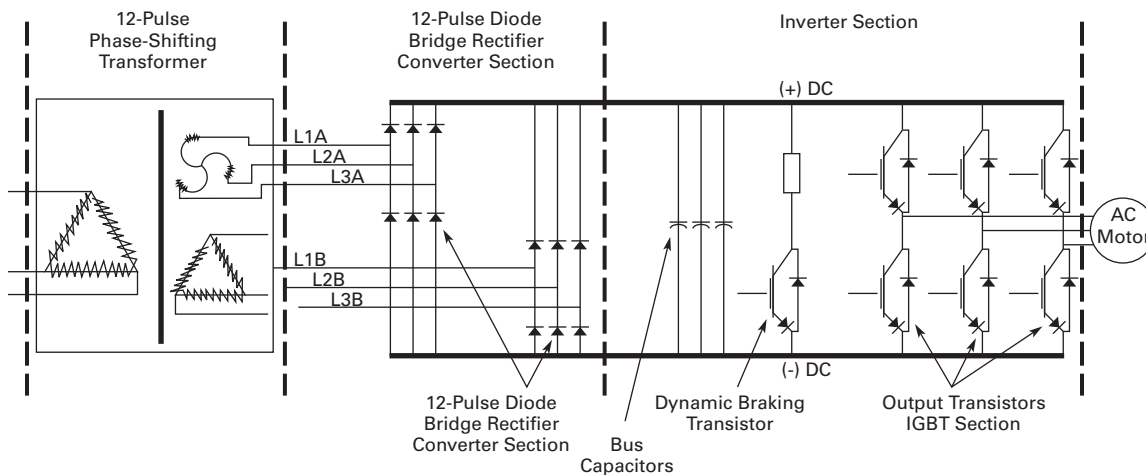 12-Pulse
Phase-Shifting
Transformer
12-Pulse Diode
Bridge Rectifier
Converter Section
Inverter Section
(+) DC
L1A
L2A
L3A
AC
Motor
L1B
L2B
L3B
(-) DC
12-Pulse Diode
Bridge Rectifier
Converter Section
Bus
Capacitors
Dynamic Braking
Transistor
Output Transistors
IGBT Section